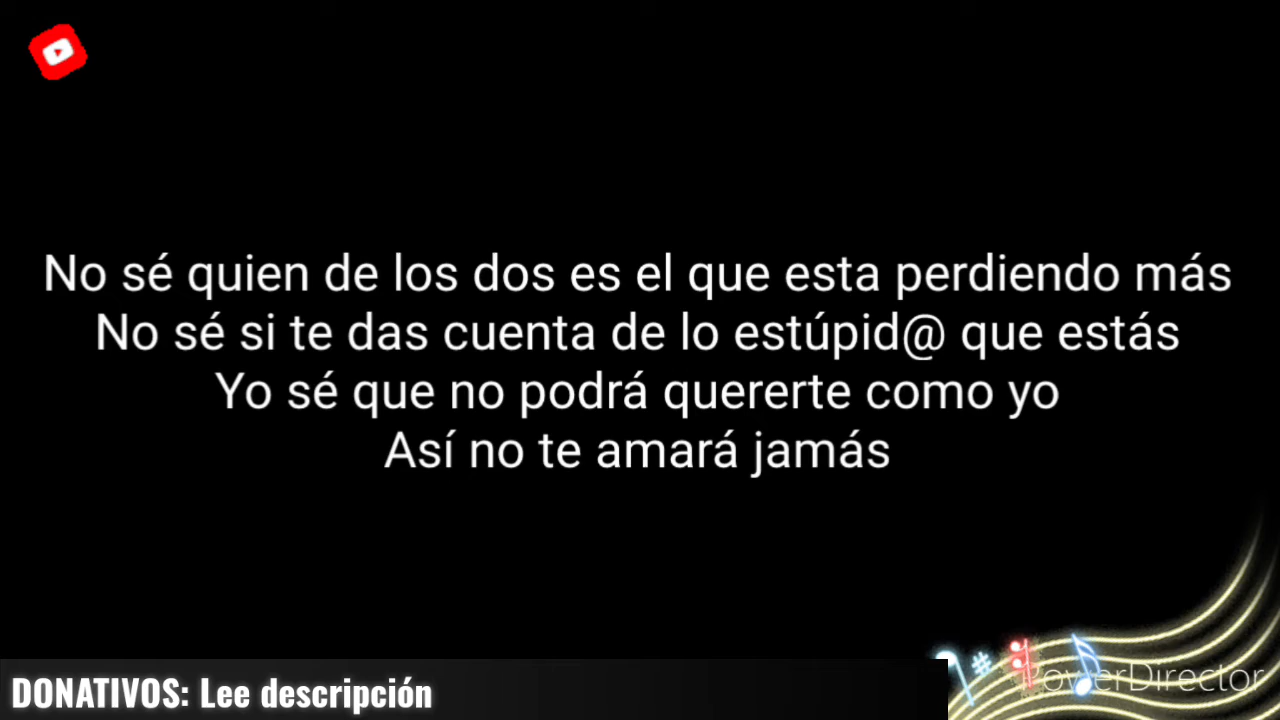 No sé quien de los dos es el que esta perdiendo más
No sé si te das cuenta de lo estúpid@ que estás
Yo sé que no podrá quererte como yo
Así no te amará jamás
DONATIVOS: Lee descripción
PowerDirector